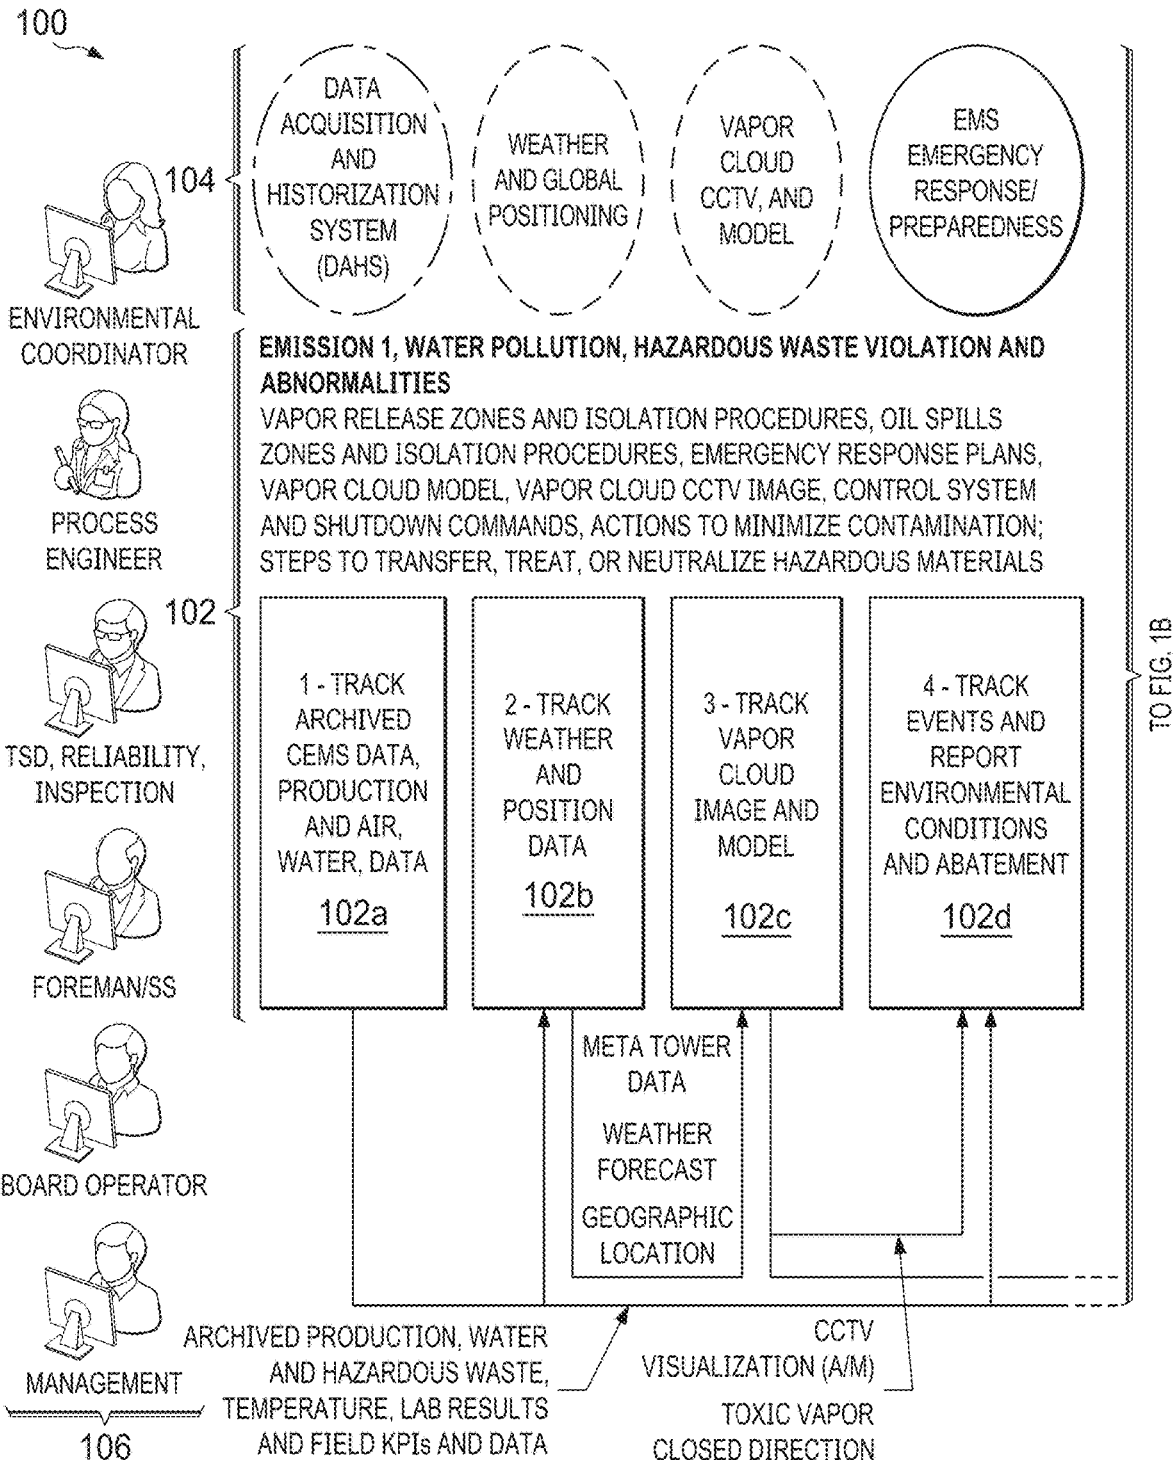 100
104
DATA
ACQUISITION
AND
HISTORIZATION
SYSTEM
(DAHS)
WEATHER
AND GLOBAL
POSITIONING
VAPOR
CLOUD
CCTV, AND
MODEL
EMS
EMERGENCY
RESPONSE/
PREPAREDNESS
ENVIRONMENTAL
COORDINATOR
PROCESS
ENGINEER
TSD, RELIABILITY,
INSPECTION
FOREMAN/SS
BOARD OPERATOR
MANAGEMENT
106
EMISSION 1, WATER POLLUTION, HAZARDOUS WASTE VIOLATION AND
ABNORMALITIES
VAPOR RELEASE ZONES AND ISOLATION PROCEDURES, OIL SPILLS
ZONES AND ISOLATION PROCEDURES, EMERGENCY RESPONSE PLANS,
VAPOR CLOUD MODEL, VAPOR CLOUD CCTV IMAGE, CONTROL SYSTEM
AND SHUTDOWN COMMANDS, ACTIONS TO MINIMIZE CONTAMINATION;
STEPS TO TRANSFER, TREAT, OR NEUTRALIZE HAZARDOUS MATERIALS
102
1 - TRACK
ARCHIVED
CEMS DATA,
PRODUCTION
AND AIR,
WATER, DATA
102a
2 - TRACK
WEATHER
AND
POSITION
DATA
102b
3 - TRACK
VAPOR
CLOUD
IMAGE AND
MODEL
102c
4 - TRACK
EVENTS AND
REPORT
ENVIRONMENTAL
CONDITIONS
AND ABATEMENT
102d
TO FIG. 1B
META TOWER
DATA
WEATHER
FORECAST
GEOGRAPHIC
LOCATION
ARCHIVED PRODUCTION, WATER
AND HAZARDOUS WASTE,
TEMPERATURE, LAB RESULTS
AND FIELD KPIs AND DATA
CCTV
VISUALIZATION (A/M)
TOXIC VAPOR
CLOSED DIRECTION